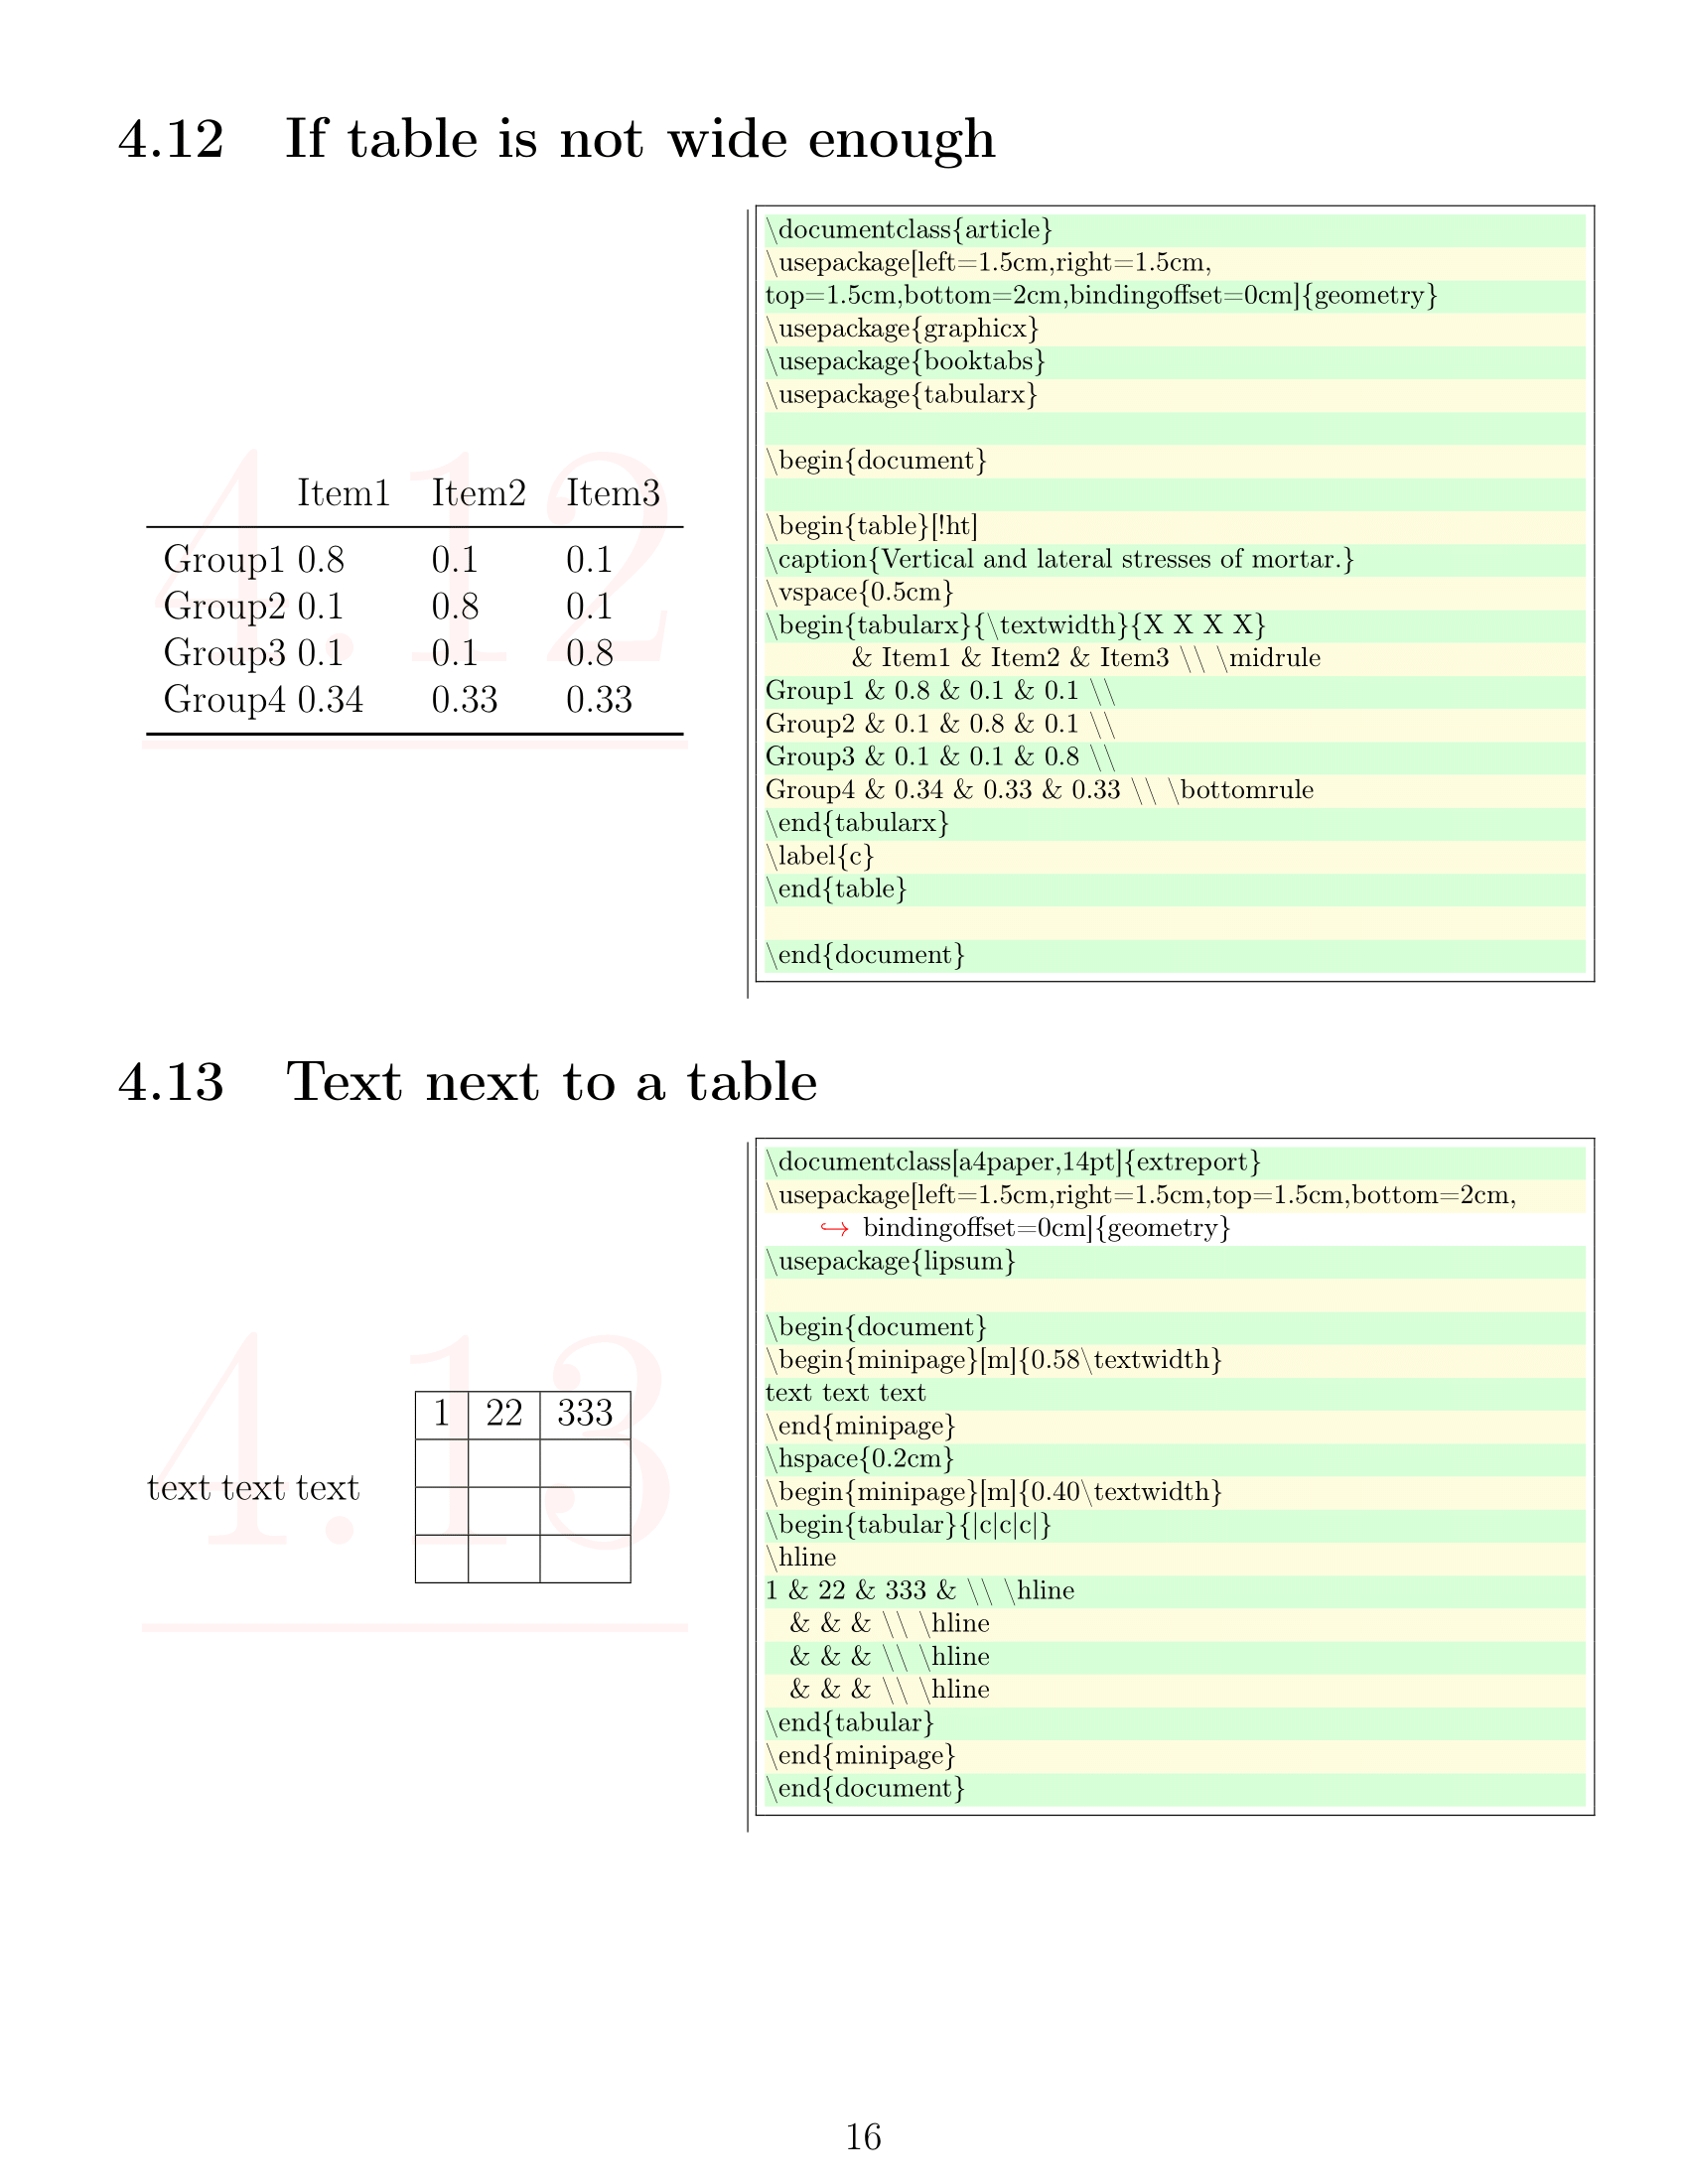 4.12 If table is not wide enough
4.12
Item1 Item2 Item3
Group1 0.8 0.1 0.1
Group2 0.1 0.8 0.1
Group3 0.1 0.1 0.8
Group4 0.34 0.33 0.33
\documentclass{article}
\usepackage[left=1.5cm,right=1.5cm,
top=1.5cm,bottom=2cm,bindingoffset=0cm]{geometry}
\usepackage{graphicx}
\usepackage{booktabs}
\usepackage{tabularx}
\begin{document}
\begin{table}[!ht]
\caption{Vertical and lateral stresses of mortar.}
\vspace{0.5cm}
\begin{tabularx}{\textwidth}{X X X X}
& Item1 & Item2 & Item3 \\ \midrule
Group1 & 0.8 & 0.1 & 0.1 \\
Group2 & 0.1 & 0.8 & 0.1 \\
Group3 & 0.1 & 0.1 & 0.8 \\
Group4 & 0.34 & 0.33 & 0.33 \\ \bottomrule
\end{tabularx}
\label{c}
\end{table}
\end{document}
4.13 Text next to a table
4.13
1 22 333
text text text
\documentclass[a4paper,14pt]{extreport}
\usepackage[left=1.5cm,right=1.5cm,top=1.5cm,bottom=2cm,
↪ bindingoffset=0cm]{geometry}
\usepackage{lipsum}
\begin{document}
\begin{minipage}[m]{0.58\textwidth}
text text text
\end{minipage}
\hspace{0.2cm}
\begin{minipage}[m]{0.40\textwidth}
\begin{tabular}{|c|c|c|}
\hline
1 & 22 & 333 & \\ \hline
& & & \\ \hline
& & & \\ \hline
& & & \\ \hline
\end{tabular}
\end{minipage}
\end{document}
16